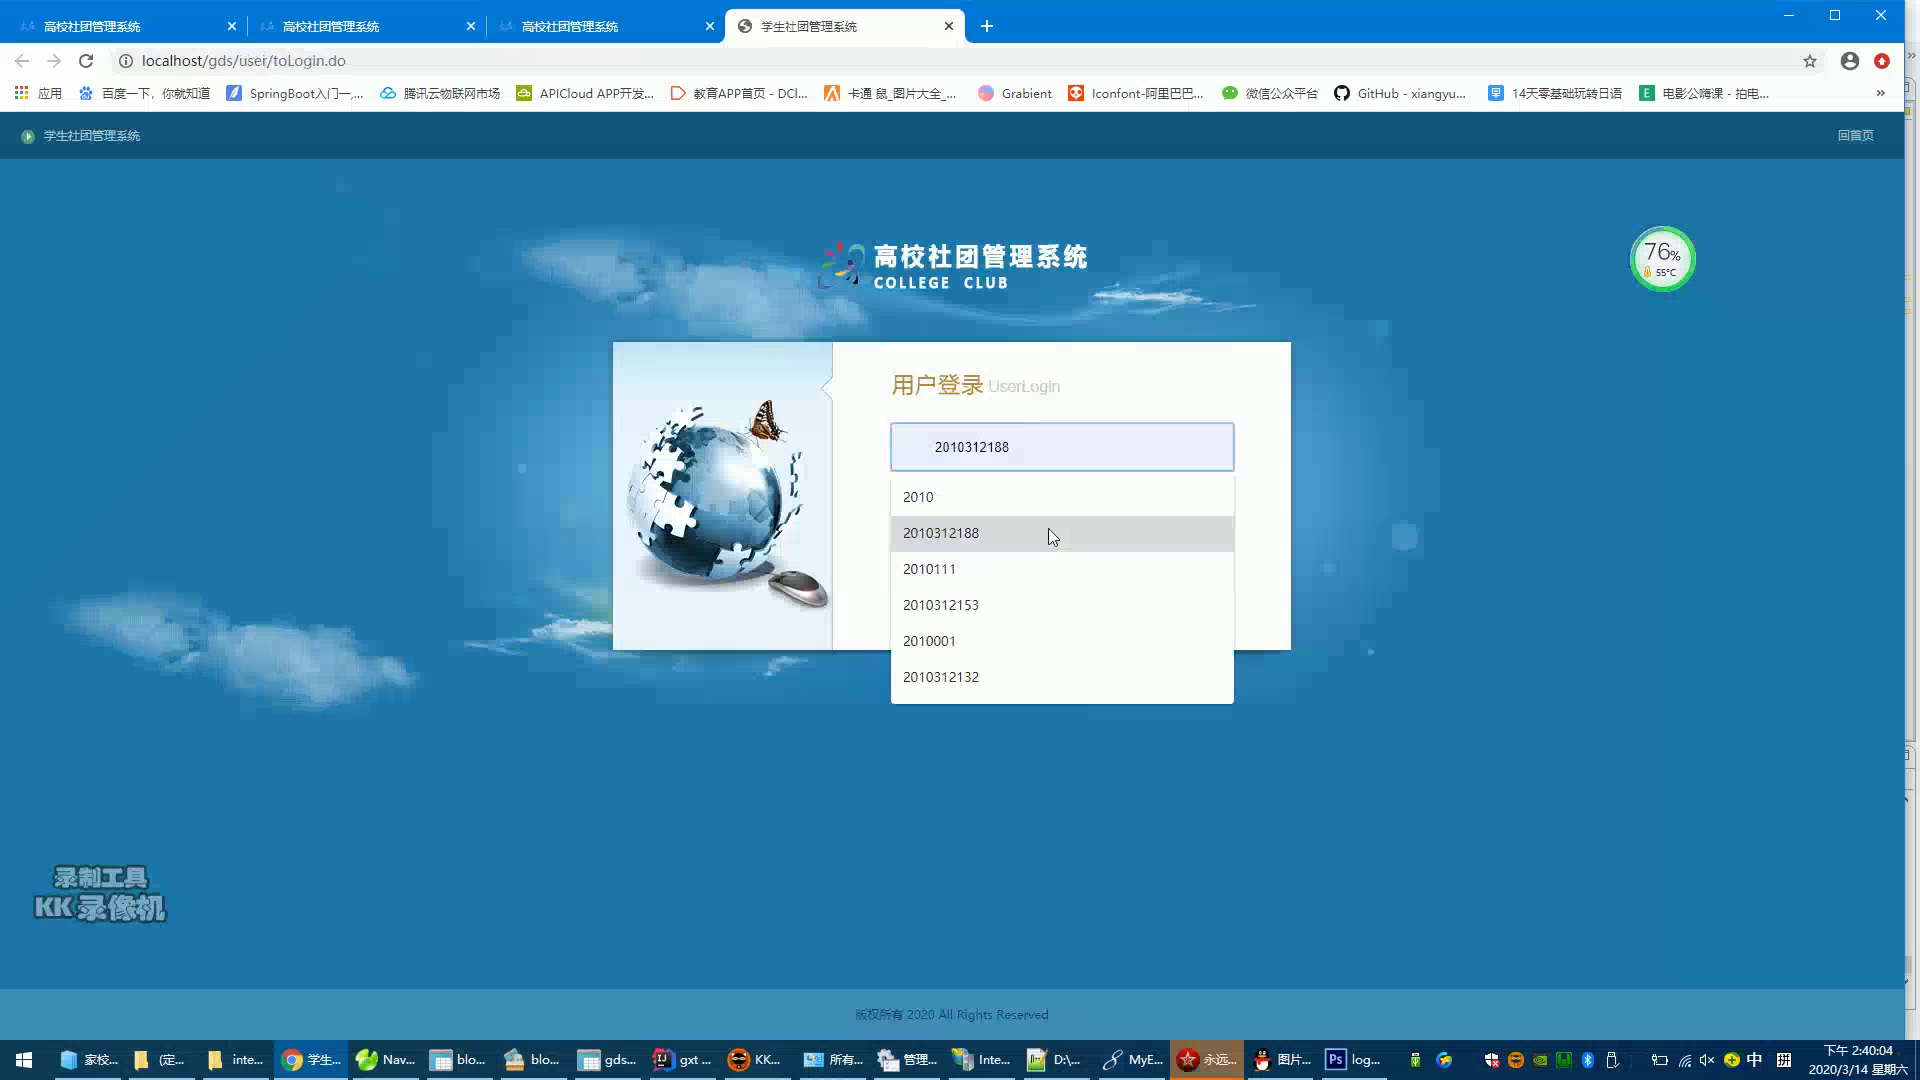 高校社团管理系统
高校社团管理系统
高校社团管理系统
学生社团管理系统
localhost/gds/user/toLogin.do
应用
百度一下，你就知道
SpringBoot入门一,...
腾讯云物联网市场
APICloud APP开发...
教育APP首页 - DCl...
卡通 鼠_图片大全_...
Grabient
Iconfont-阿里巴巴...
微信公众平台
GitHub - xiangyu...
14天零基础玩转日语
电影公嗨课 - 拍电...
»
学生社团管理系统
回首页
高校社团管理系统
COLLEGE CLUB
76%
55°C
用户登录 UserLogin
2010312188
2010
2010312188
2010111
2010312153
2010001
2010312132
录制工具
KK 录像机
版权所有 2020 All Rights Reserved
家校...
(定...
inte...
学生...
Nav...
blo...
blo...
gds...
gxt ...
KK...
所有...
管理...
Inte...
D:\...
MyE...
永远...
图片...
log...
中
拼
下午 2:40:04
2020/3/14 星期六